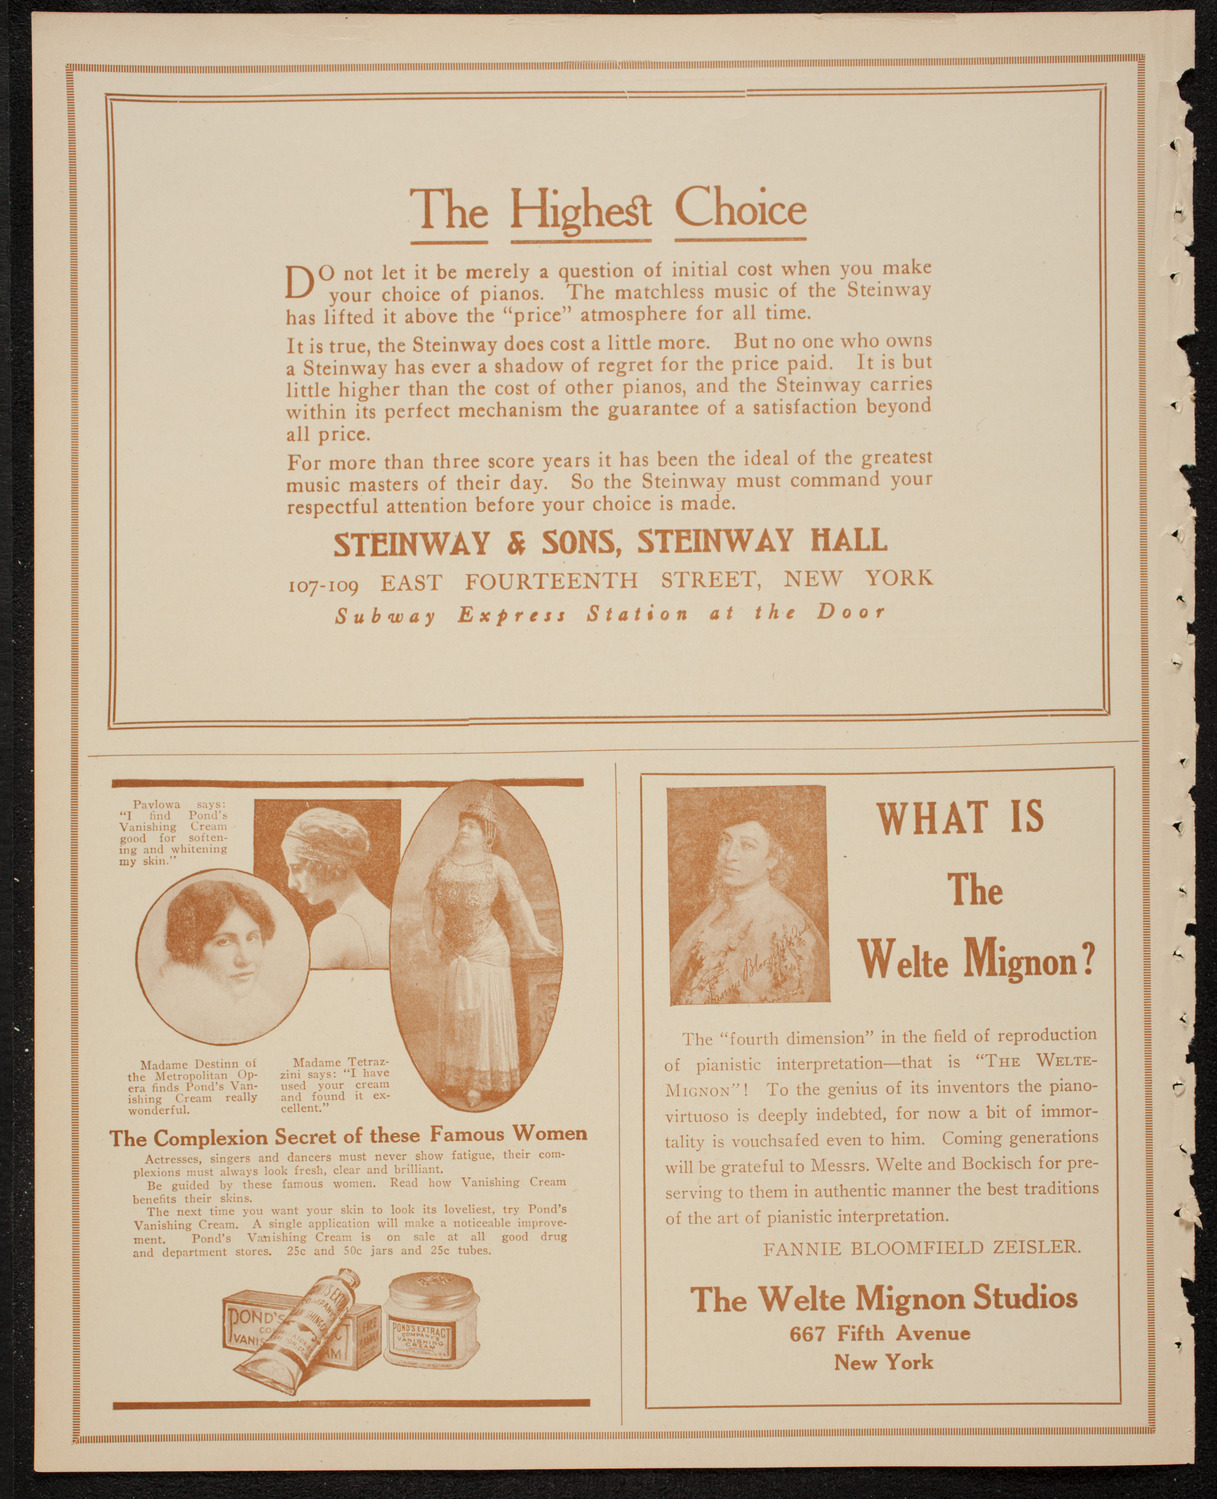 The Highest Choice
DO not let it be merely a question of initial cost when you make
your choice of pianos. The matchless music of the Steinway
has lifted it above the "price" atmosphere for all time.
It is true, the Steinway does cost a little more. But no one who owns
a Steinway has ever a shadow of regret for the price paid. It is but
little higher than the cost of other pianos, and the Steinway carries
within its perfect mechanism the guarantee of a satisfaction beyond
all price.
For more than three score years it has been the ideal of the greatest
music masters of their day. So the Steinway must command your
respectful attention before your choice is made.
STEINWAY & SONS, STEINWAY HALL
107-109 EAST FOURTEENTH STREET, NEW YORK
Subway Express Station at the Door
Pavlowa says:
"I find Pond's
Vanishing Cream
good for soften-
ing and whitening
my skin."
Madame Destinn of
the Metropolitan Op-
era finds Pond's Van-
ishing Cream really
wonderful.
Madame Tetraz-
zini says: "I have
used your cream
and found it ex-
cellent."
The Complexion Secret of these Famous Women
Actresses, singers and dancers must never show fatigue, their com-
plexions must always look fresh, clear and brilliant.
Be guided by these famous women. Read how Vanishing Cream
benefits their skins.
The next time you want your skin to look its loveliest, try Pond's
Vanishing Cream. A single application will make a noticeable improve-
ment. Pond's Vanishing Cream is on sale at all good drug
and department stores. 25c and 50c jars and 25c tubes.
POND'S
POND'S EXTRACT
COMPANY'S
VANISHING
CREAM
WHAT IS
The
Welte Mignon?
The "fourth dimension" in the field of reproduction
of pianistic interpretation—that is "THE WELTE-
MIGNON"! To the genius of its inventors the piano-
virtuoso is deeply indebted, for now a bit of immor-
tality is vouchsafed even to him. Coming generations
will be grateful to Messrs. Welte and Bockisch for pre-
serving to them in authentic manner the best traditions
of the art of pianistic interpretation.
FANNIE BLOOMFIELD ZEISLER.
The Welte Mignon Studios
667 Fifth Avenue
New York